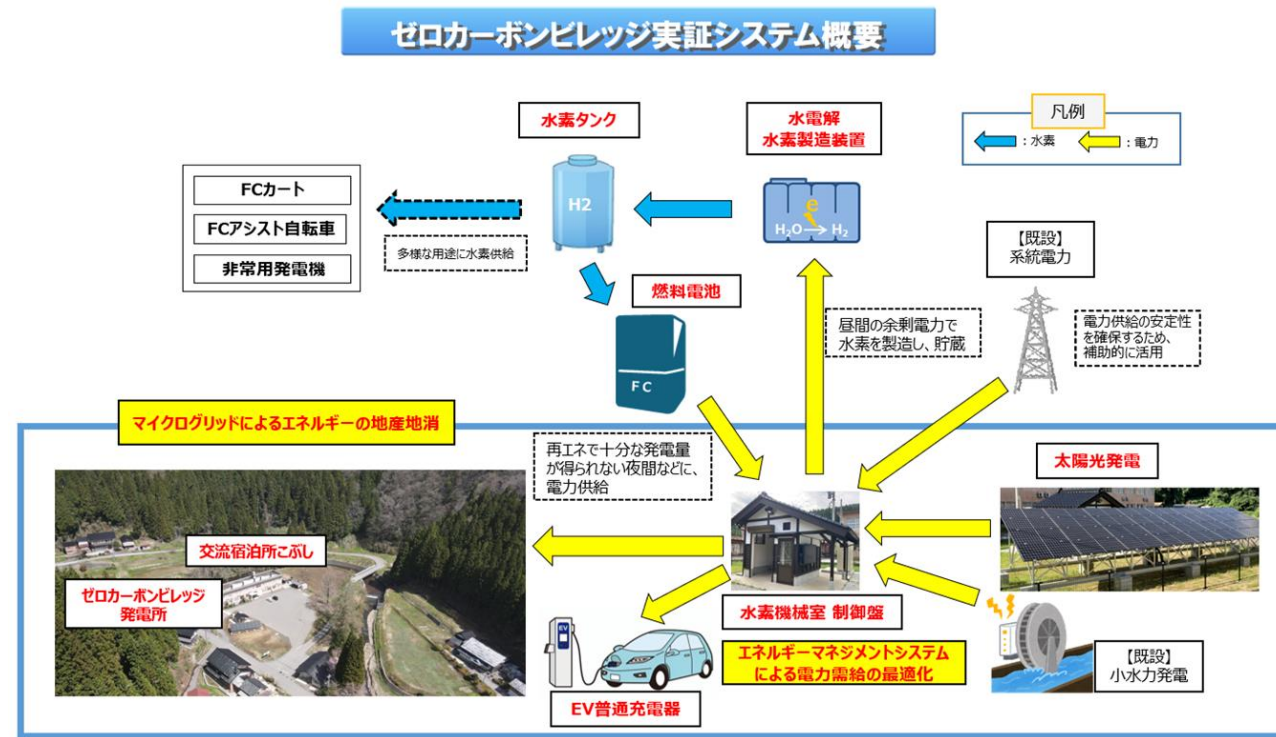 ゼロカーボンビレッジ実証システム概要
水素タンク
水電解
水素製造装置
凡例
:水素
:電力
FCカート
FCアシスト自転車
非常用発電機
多様な用途に水素供給
H2
e
H₂O→H₂
【既設】
系統電力
燃料電池
FC
昼間の余剰電力で
水素を製造し、貯蔵
電力供給の安定性
を確保するため、
補助的に活用
マイクログリッドによるエネルギーの地産地消
再エネで十分な発電量
が得られない夜間などに、
電力供給
太陽光発電
交流宿泊所こぶし
ゼロカーボンビレッジ
発電所
水素機械室 制御盤
エネルギーマネジメントシステム
による電力需給の最適化
EV
EV普通充電器
【既設】
小水力発電